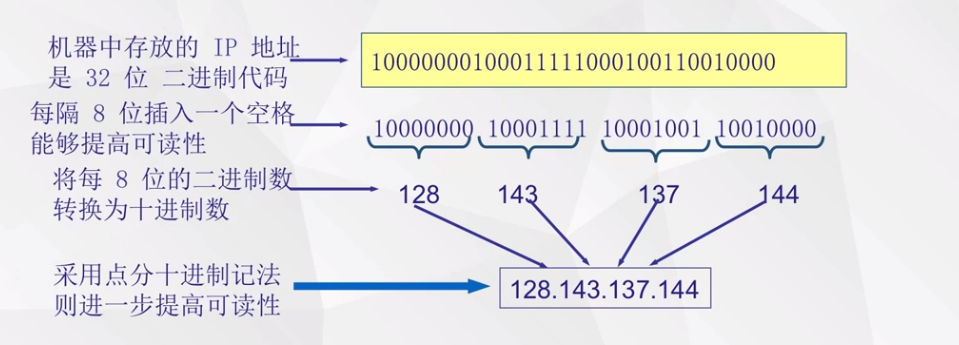 机器中存放的 IP 地址
是 32 位 二进制代码
10000000100011111000100110010000
每隔 8 位插入一个空格
能够提高可读性
10000000 10001111 10001001 10010000
将每 8 位的二进制数
转换为十进制数
128 143 137 144
采用点分十进制记法
则进一步提高可读性
128.143.137.144